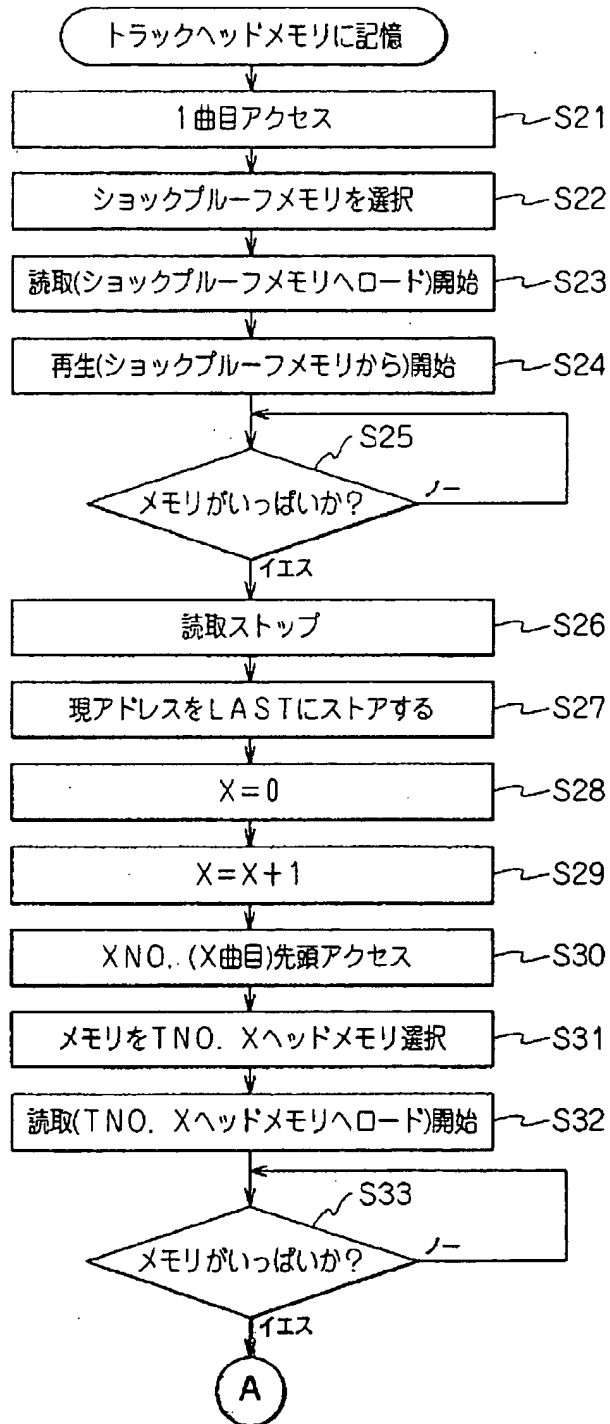 トラックヘッドメモリに記憶
1曲目アクセス
S21
ショックプルーフメモリを選択
S22
読取(ショックプルーフメモリへロード)開始
S23
再生(ショックプルーフメモリから)開始
S24
S25
メモリがいっぱいか?
ノー
イエス
読取ストップ
S26
現アドレスをLASTにストアする
S27
X=0
S28
X=X+1
S29
XNO.(X曲目)先頭アクセス
S30
メモリをTNO. Xヘッドメモリ選択
S31
読取(TNO. Xヘッドメモリへロード)開始
S32
S33
メモリがいっぱいか?
ノー
イエス
A